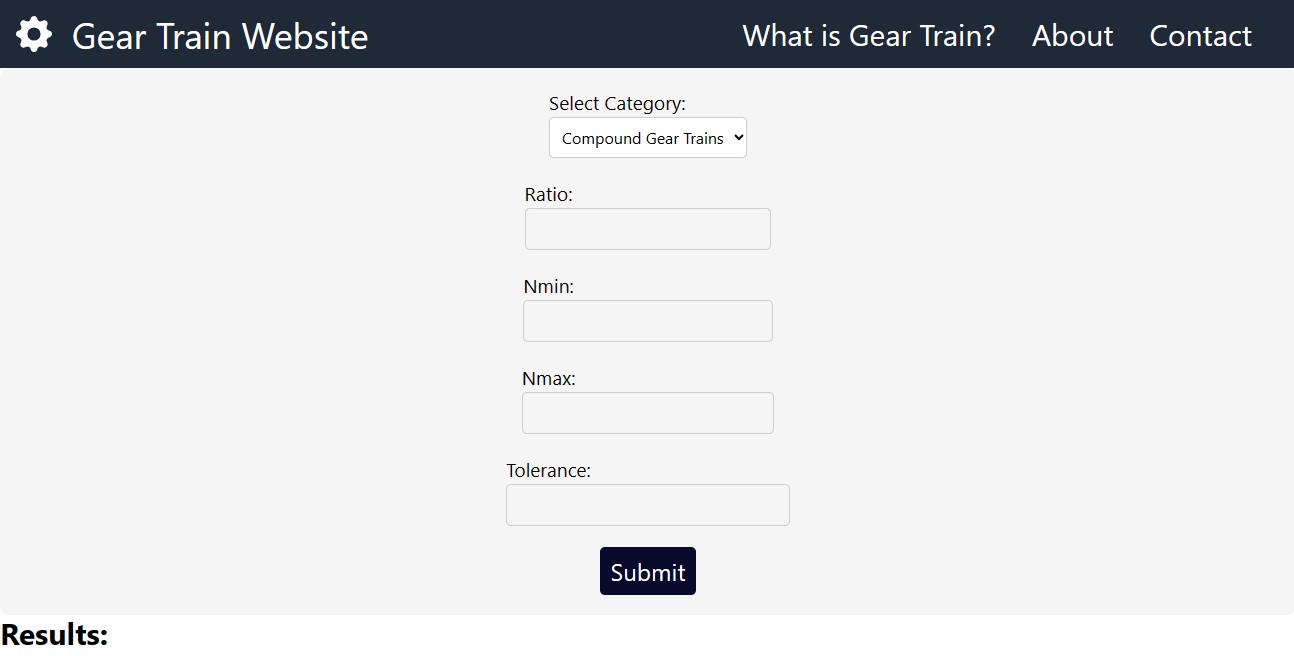 Gear Train Website What is Gear Train? About Contact
Select Category:
Compound Gear Trains
Ratio:
Nmin:
Nmax:
Tolerance:
Submit
Results: